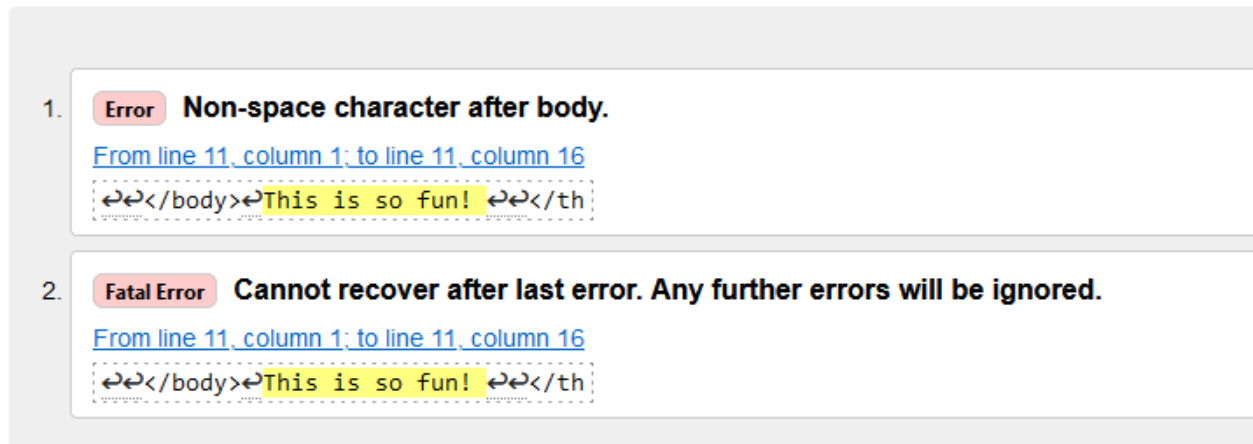 1. Error Non-space character after body.
From line 11, column 1; to line 11, column 16
↩↩</body>↩This is so fun! ↩↩</th
2. Fatal Error Cannot recover after last error. Any further errors will be ignored.
From line 11, column 1; to line 11, column 16
↩↩</body>↩This is so fun! ↩↩</th